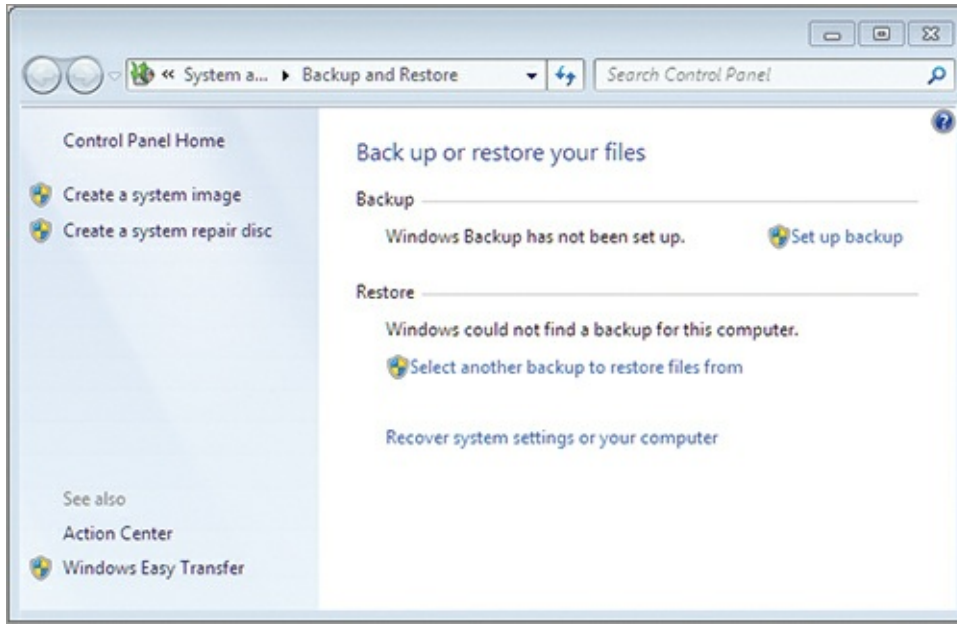 « System a... ▸ Backup and Restore
Search Control Panel
Control Panel Home
Create a system image
Create a system repair disc
See also
Action Center
Windows Easy Transfer
Back up or restore your files
Backup
Windows Backup has not been set up.
Set up backup
Restore
Windows could not find a backup for this computer.
Select another backup to restore files from
Recover system settings or your computer